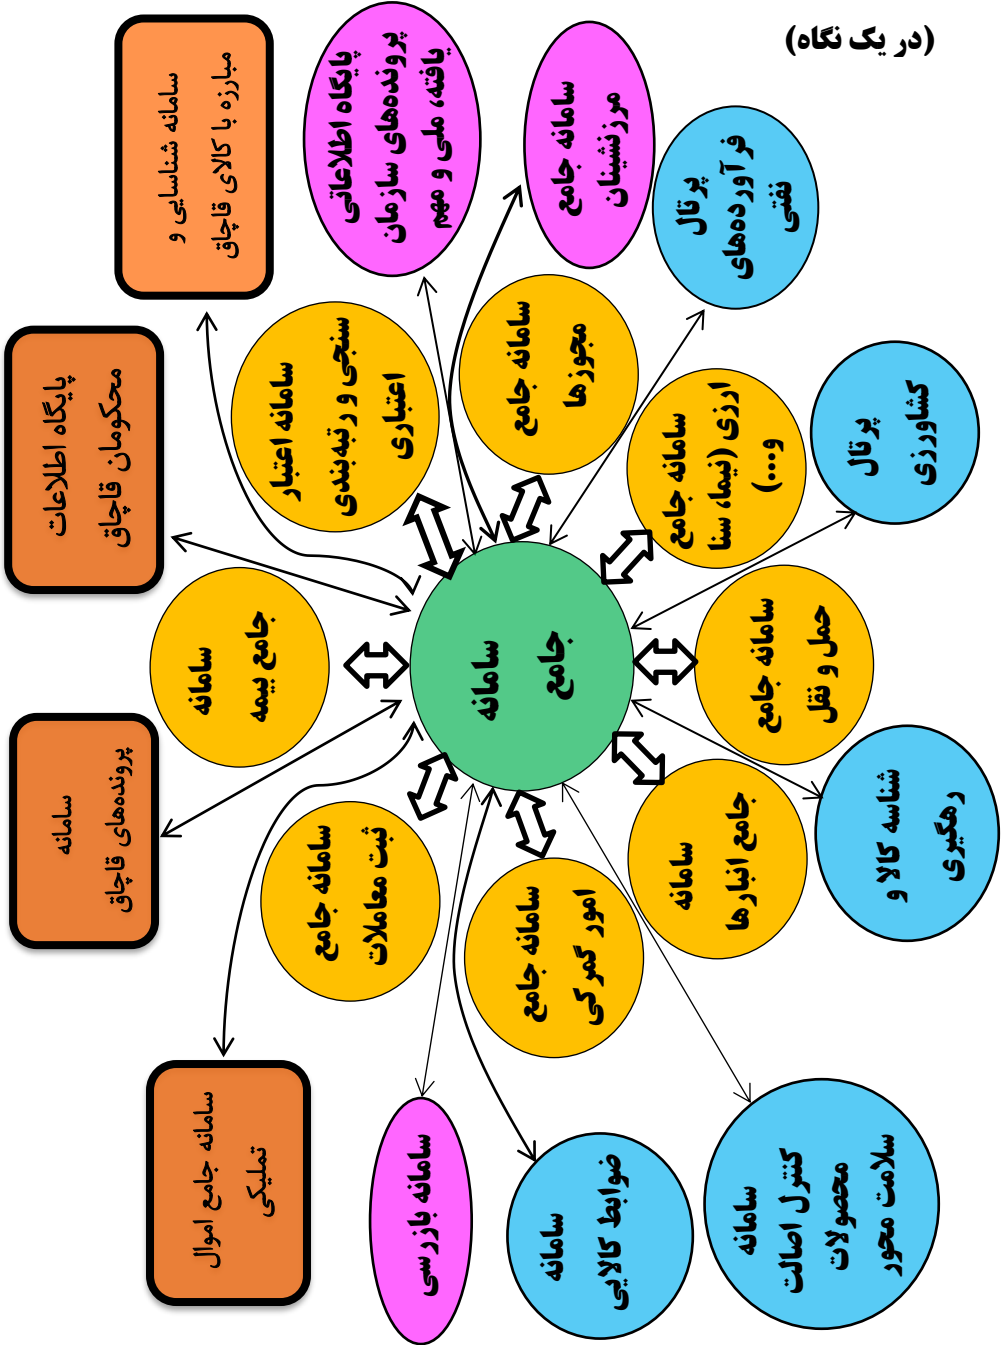 (در یک نگاه)
سامانه شناسایی و
مبارزه با کالای قاچاق
پایگاه اطلاعاتی
پرونده‌های سازمان
یافته، ملی و مهم
سامانه جامع
مرزنشینان
پرتال
فرآورده‌های
نفتی
پایگاه اطلاعات
محکومان قاچاق
سامانه اعتبار
سنجی و رتبه‌بندی
اعتباری
سامانه جامع
مجوزها
سامانه جامع
ارزی (نیما، سنا
و...)
پرتال
کشاورزی
سامانه
جامع بیمه
سامانه
جامع
سامانه جامع
حمل و نقل
سامانه
پرونده‌های قاچاق
سامانه جامع
ثبت معاملات
سامانه جامع
امور گمرکی
سامانه
جامع انبارها
شناسه کالا و
رهگیری
سامانه جامع اموال
تملیکی
سامانه بازرسی
سامانه
ضوابط کالایی
سامانه
کنترل اصالت
محصولات
سلامت محور